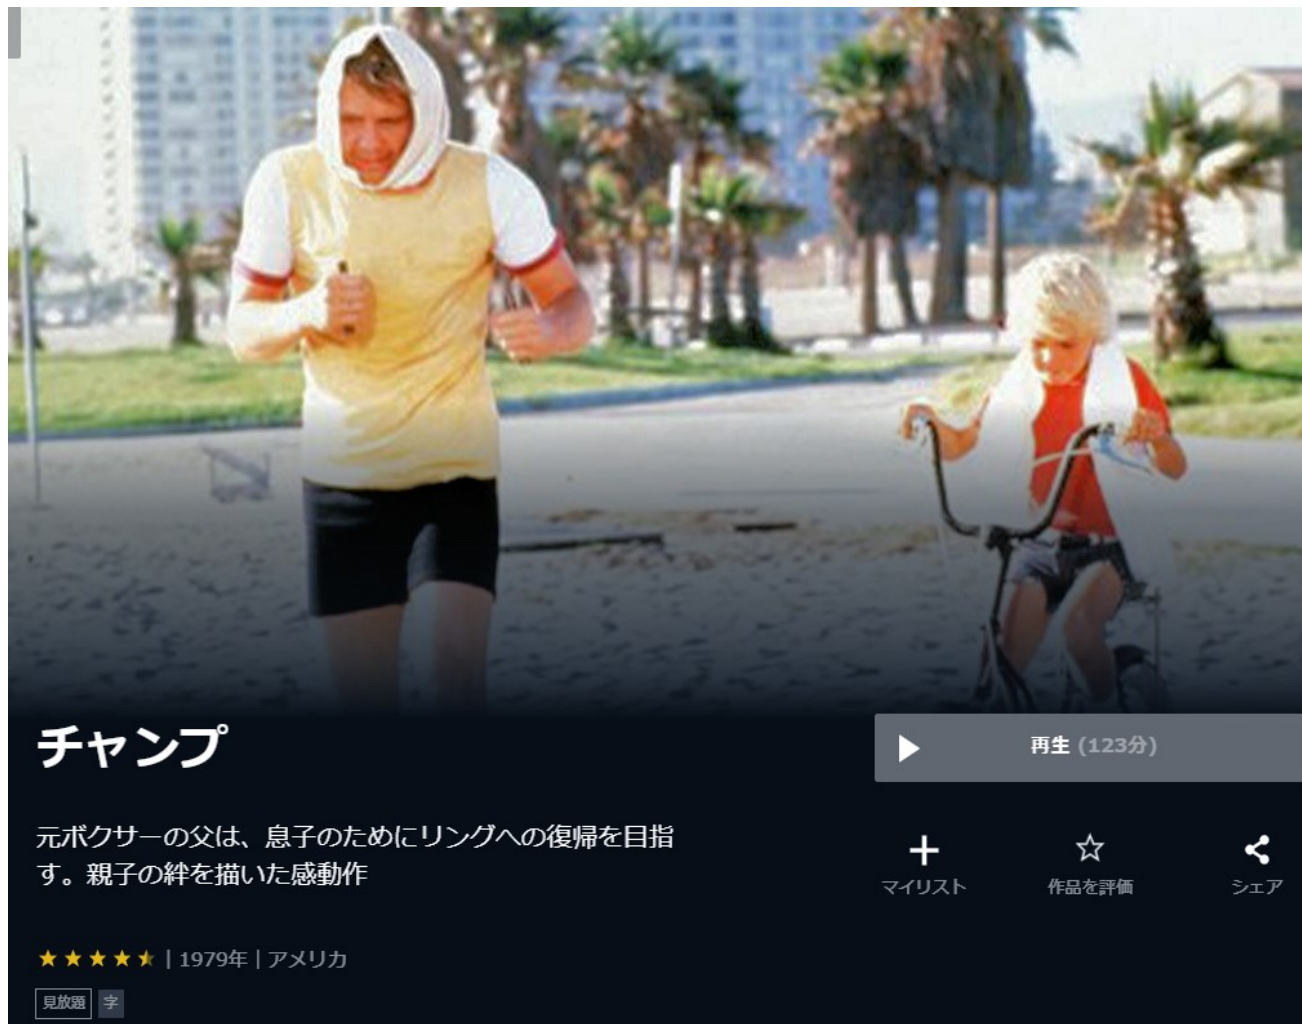 チャンプ
再生 (123分)
元ボクサーの父は、息子のためにリングへの復帰を目指
す。親子の絆を描いた感動作
マイリスト
作品を評価
シェア
★★★★★ | 1979年 | アメリカ
見放題 字